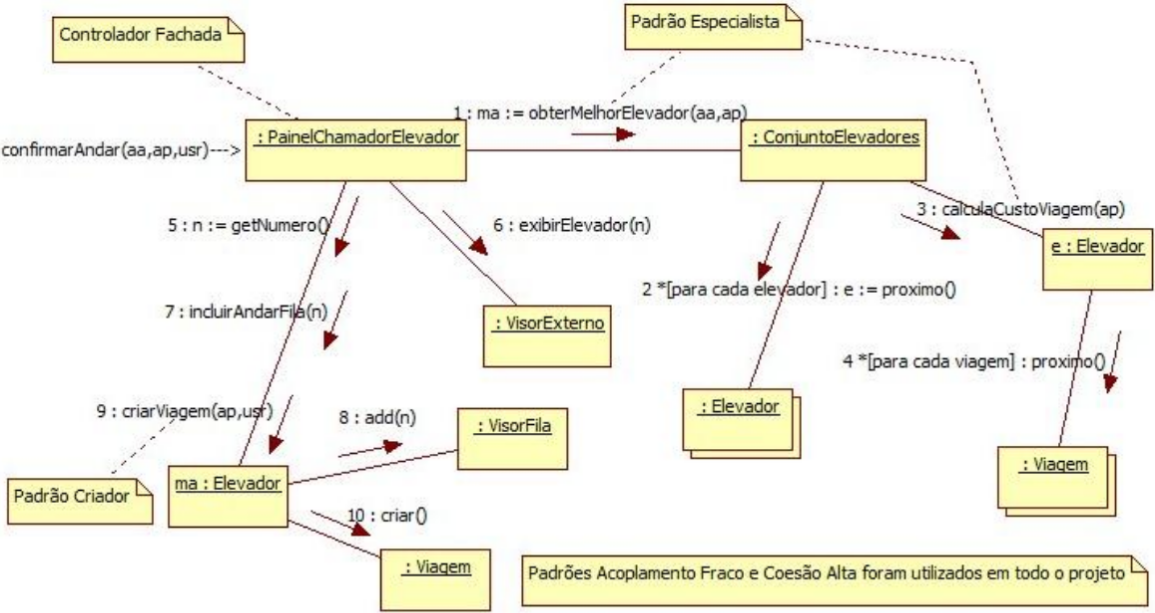 Controlador Fachada
Padrão Especialista
1 : ma := obterMelhorElevador(aa,ap)
confirmarAndar(aa,ap,usr)--->
: PainelChamadorElevador
: ConjuntoElevadores
5 : n := getNumero()
6 : exibirElevador(n)
3 : calculaCustoViagem(ap)
e : Elevador
2 *[para cada elevador] : e := proximo()
7 : incluirAndarFila(n)
: VisorExterno
4 *[para cada viagem] : proximo()
9 : criarViagem(ap,usr)
8 : add(n)
: VisorFila
: Elevador
: Viagem
ma : Elevador
Padrão Criador
10 : criar()
: Viagem
Padrões Acoplamento Fraco e Coesão Alta foram utilizados em todo o projeto